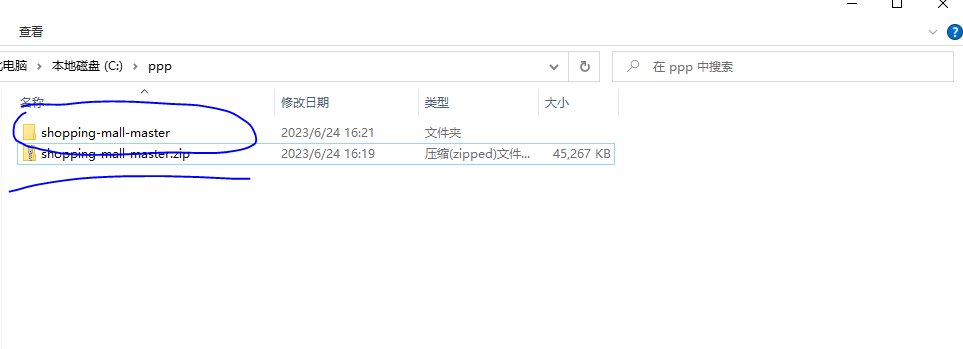 查看
电脑 › 本地磁盘 (C:) › ppp
在 ppp 中搜索
名称 修改日期 类型 大小
shopping-mall-master 2023/6/24 16:21 文件夹
shopping-mall-master.zip 2023/6/24 16:19 压缩(zipped)文件... 45,267 KB